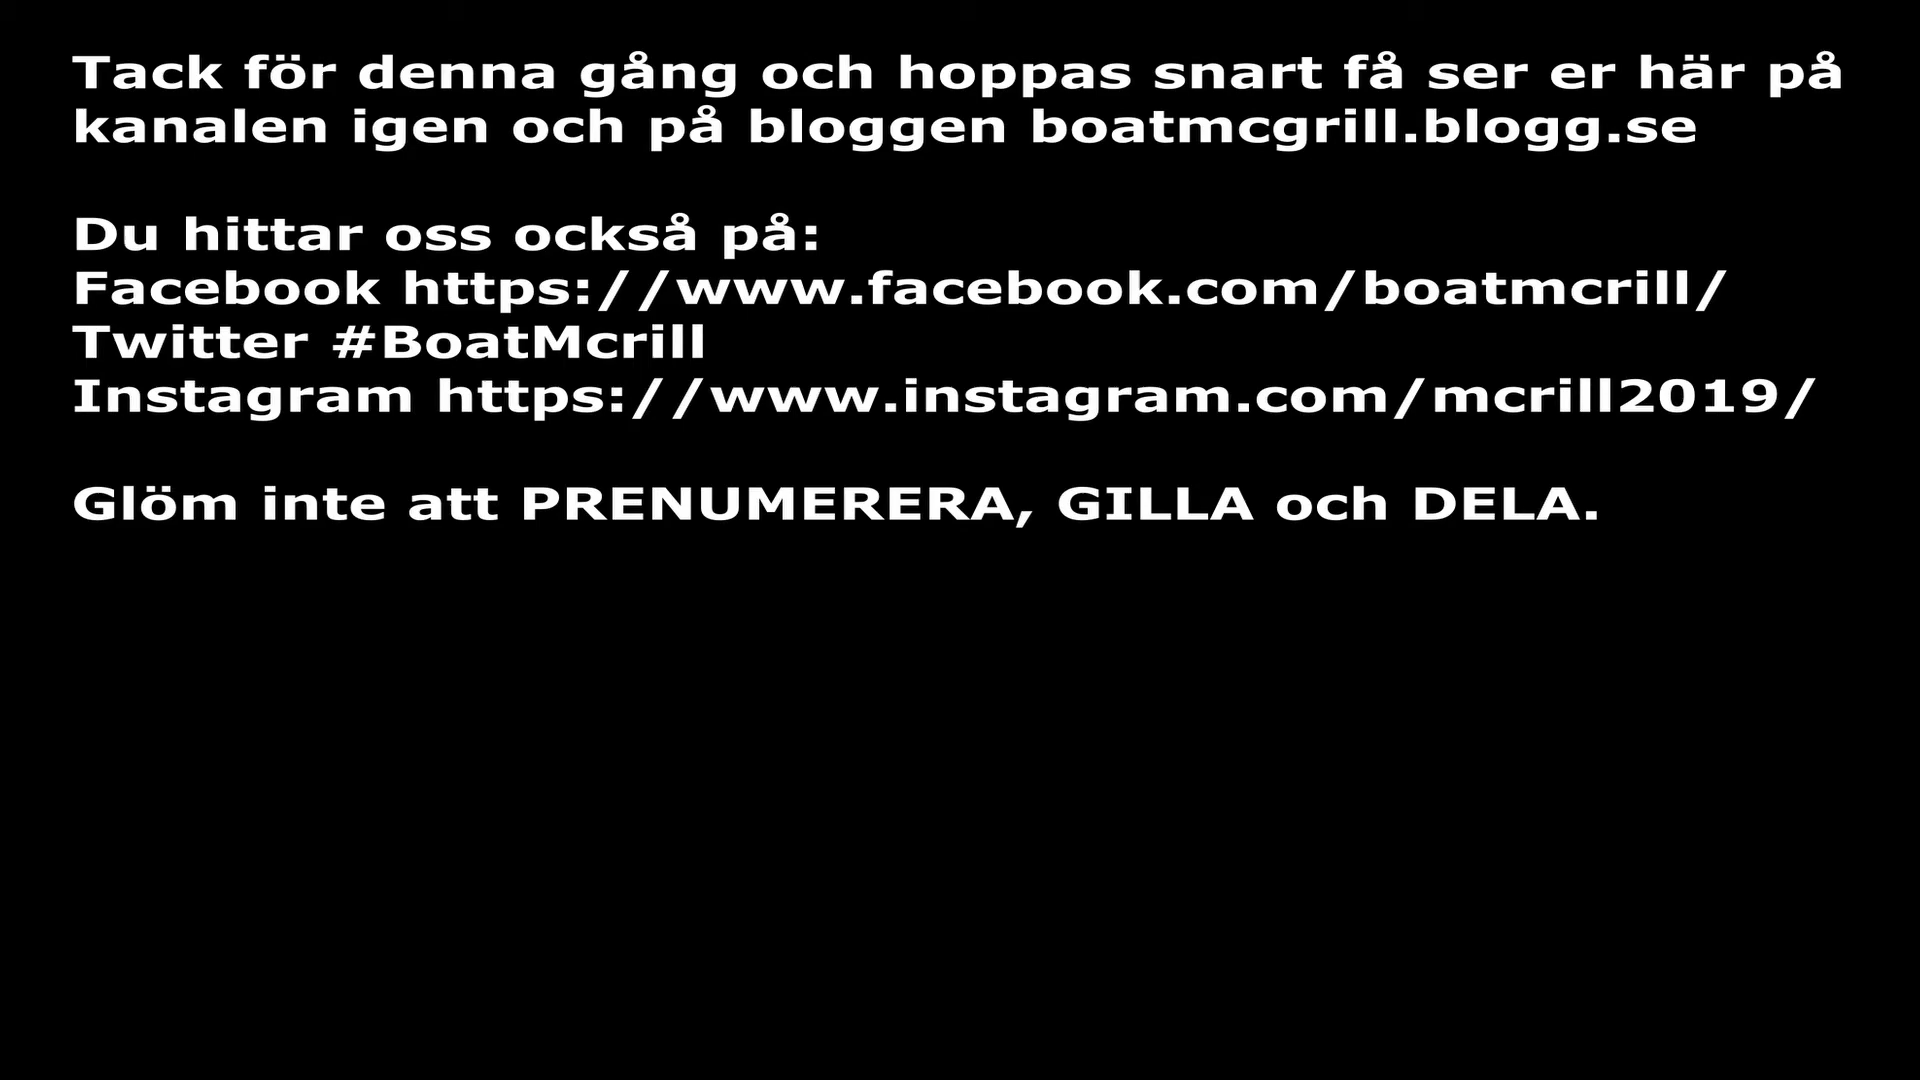 Tack för denna gång och hoppas snart få ser er här på
kanalen igen och på bloggen boatmcgrill.blogg.se
Du hittar oss också på:
Facebook https://www.facebook.com/boatmcrill/
Twitter #BoatMcrill
Instagram https://www.instagram.com/mcrill2019/
Glöm inte att PRENUMERERA, GILLA och DELA.